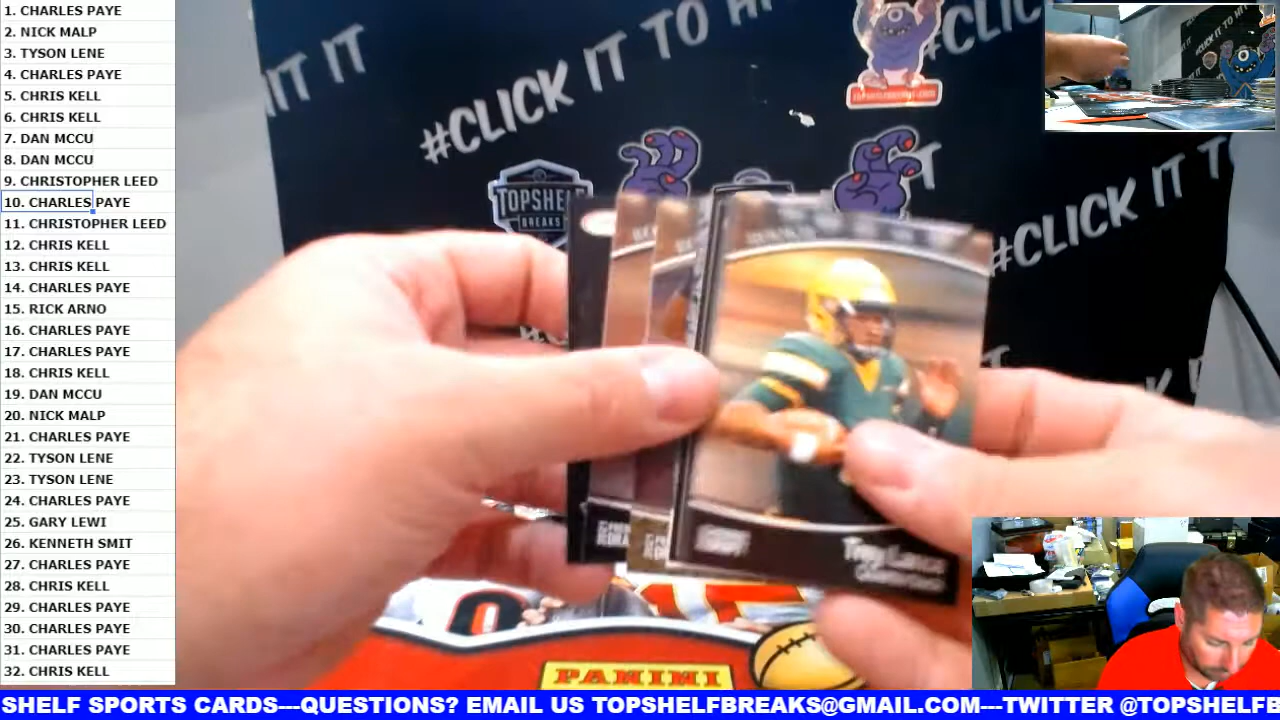 1. CHARLES PAYE
2. NICK MALP
3. TYSON LENE
4. CHARLES PAYE
5. CHRIS KELL
6. CHRIS KELL
7. DAN MCCU
8. DAN MCCU
9. CHRISTOPHER LEED
10. CHARLES PAYE
11. CHRISTOPHER LEED
12. CHRIS KELL
13. CHRIS KELL
14. CHARLES PAYE
15. RICK ARNO
16. CHARLES PAYE
17. CHARLES PAYE
18. CHRIS KELL
19. DAN MCCU
20. NICK MALP
21. CHARLES PAYE
22. TYSON LENE
23. TYSON LENE
24. CHARLES PAYE
25. GARY LEWI
26. KENNETH SMIT
27. CHARLES PAYE
28. CHRIS KELL
29. CHARLES PAYE
30. CHARLES PAYE
31. CHARLES PAYE
32. CHRIS KELL
IT IT
#CLICK IT TO HIT
#CLICK IT
#CLICK IT TO
TOPSHELF
BREAKS
Trey Lance
Quarterback
PANINI
SHELF SPORTS CARDS---QUESTIONS? EMAIL US TOPSHELFBREAKS@GMAIL.COM---TWITTER @TOPSHELFB